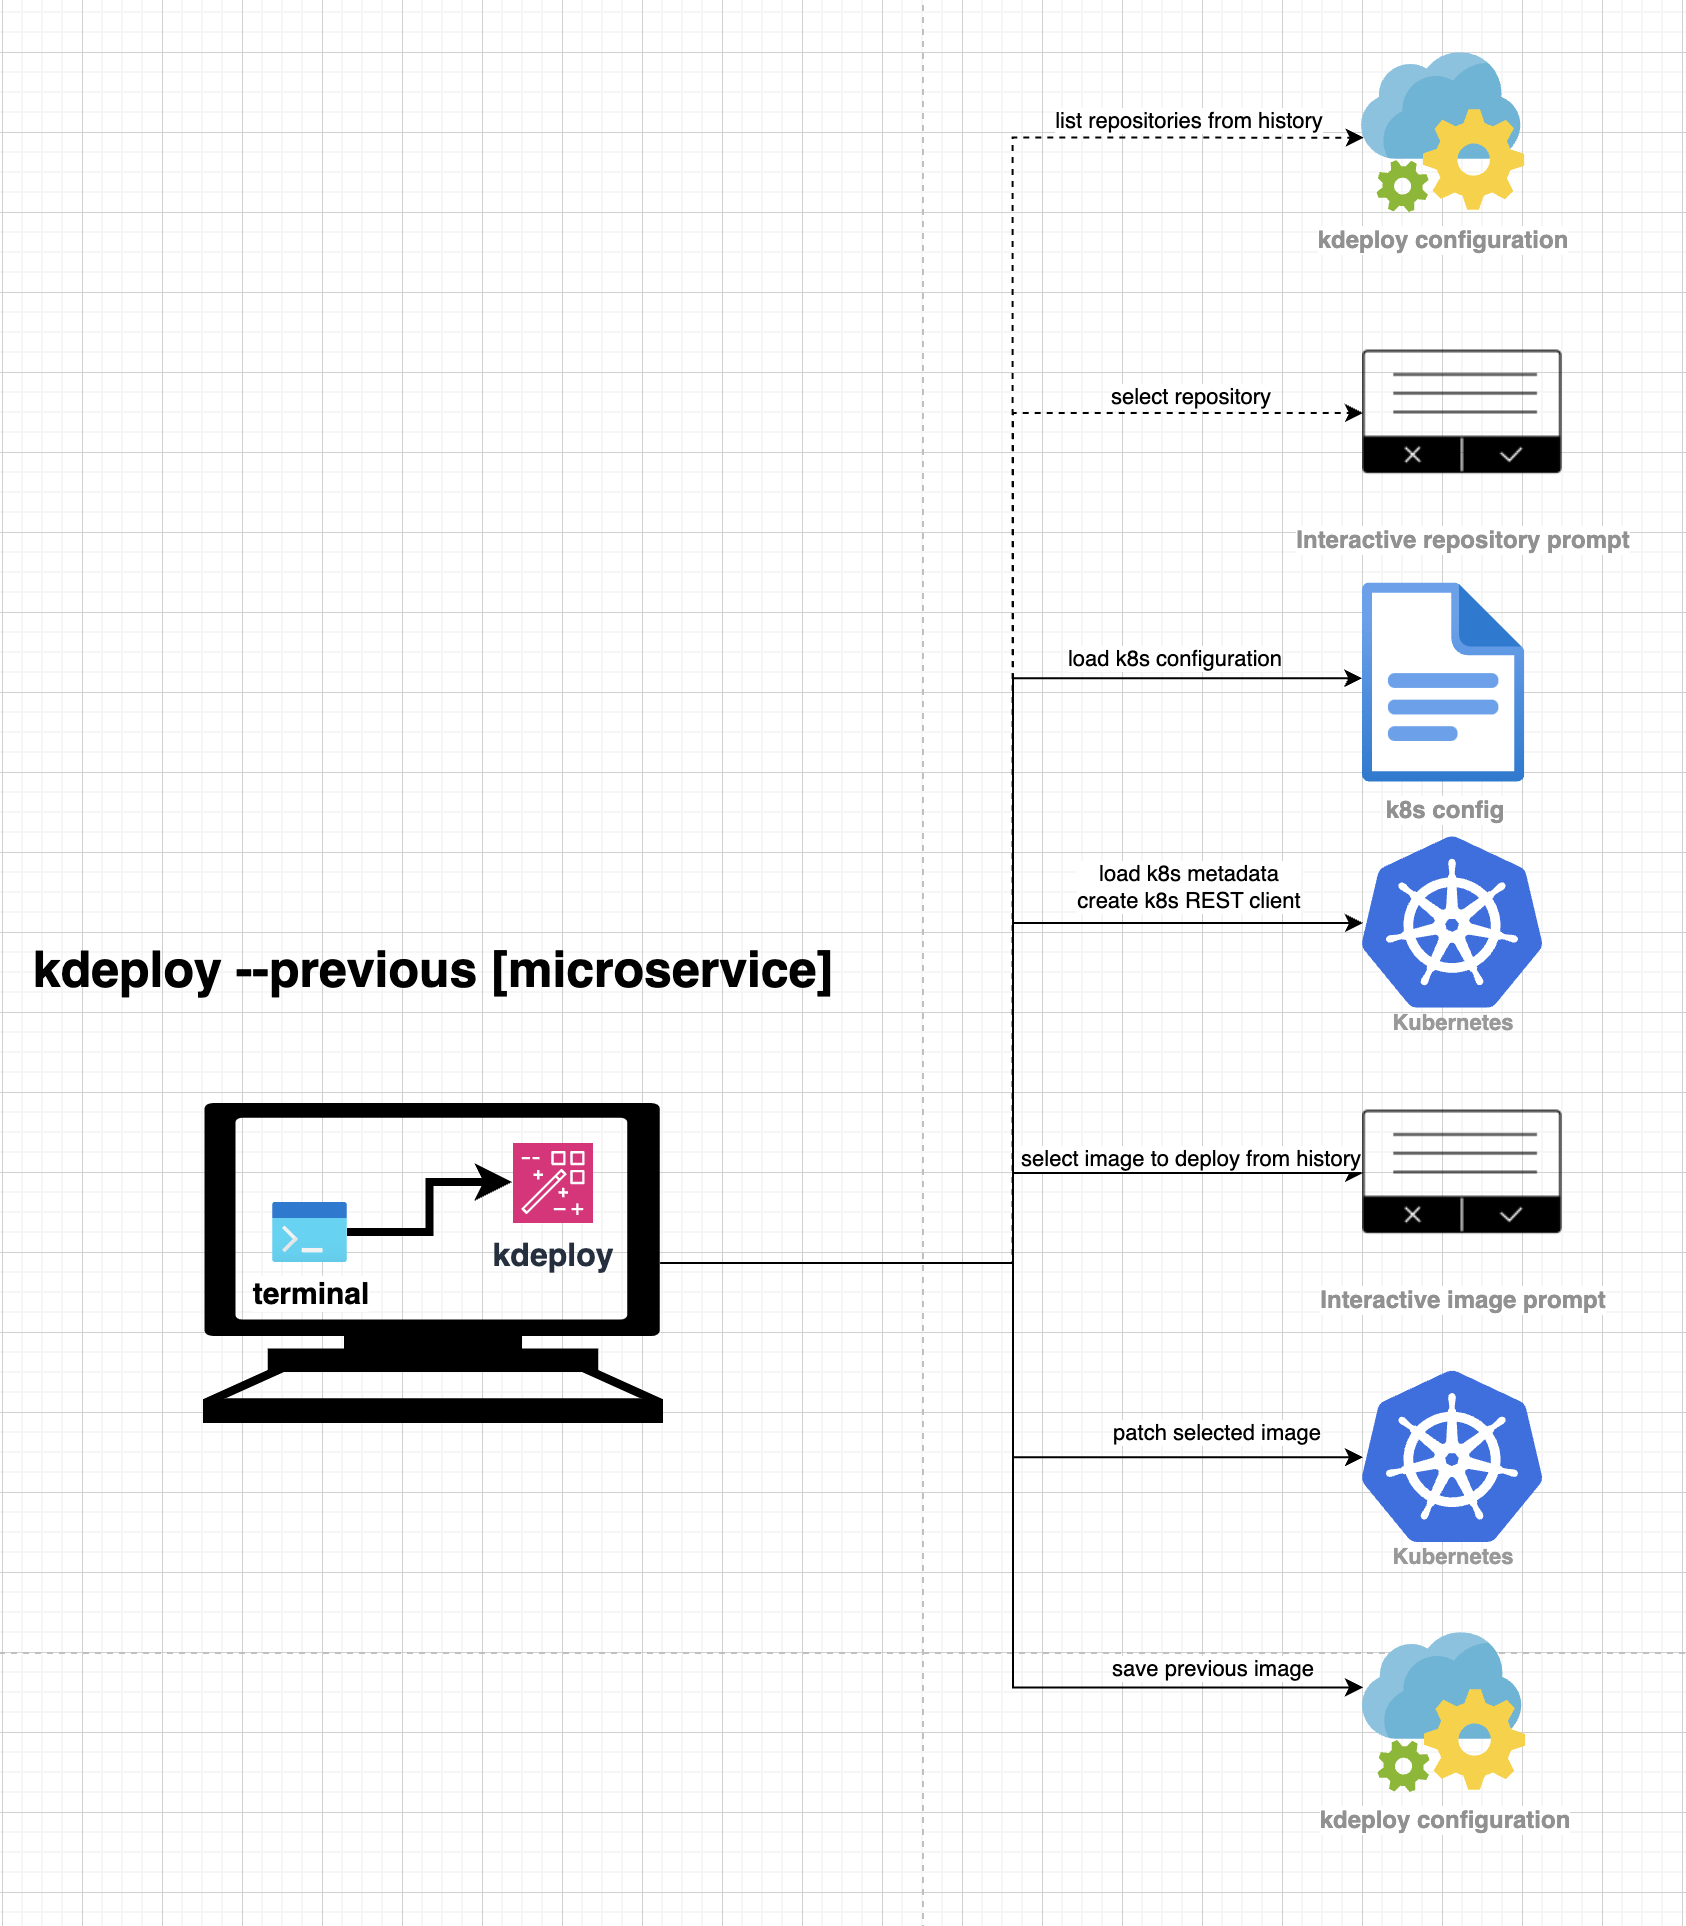 list repositories from history
kdeploy configuration
select repository
Interactive repository prompt
load k8s configuration
k8s config
load k8s metadata
create k8s REST client
Kubernetes
kdeploy --previous [microservice]
select image to deploy from history
Interactive image prompt
kdeploy
terminal
patch selected image
Kubernetes
save previous image
kdeploy configuration